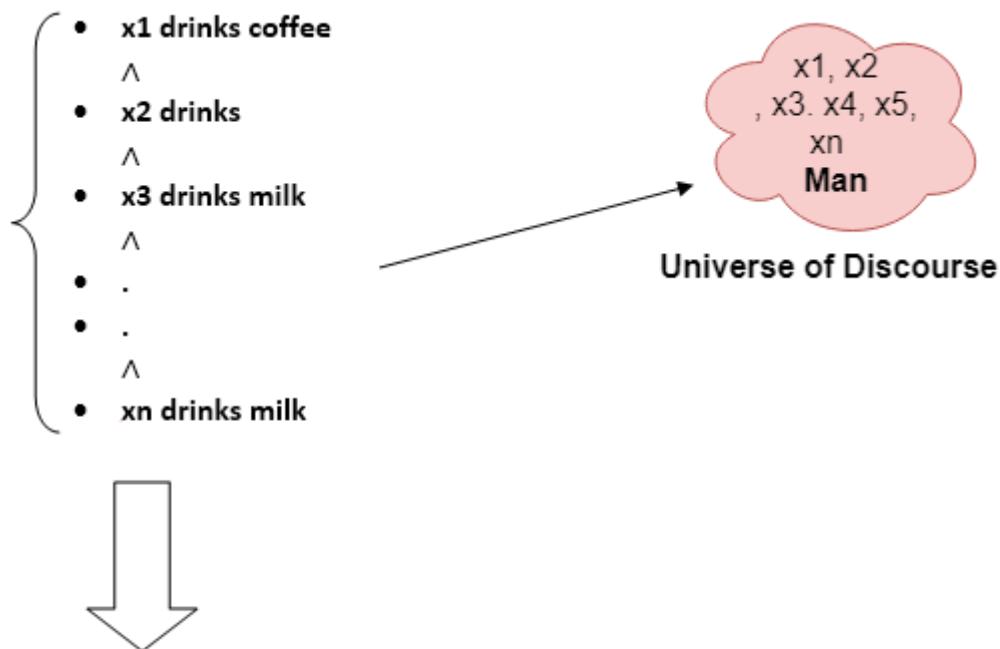 • x1 drinks coffee
∧
• x2 drinks
∧
• x3 drinks milk
∧
• .
• .
∧
• xn drinks milk
x1, x2
, x3. x4, x5,
xn
Man
Universe of Discourse